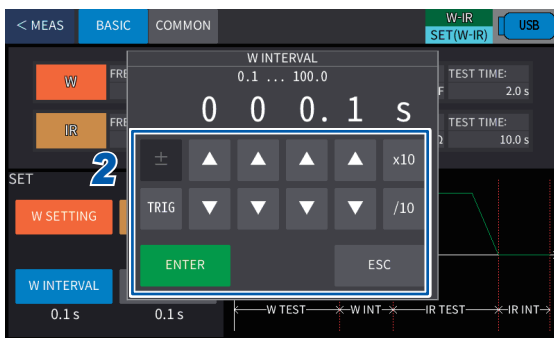 < MEAS BASIC COMMON W-IR USB
SET(W-IR)
W INTERVAL
0.1 ... 100.0
0 0 0. 1 s
W FRE F TEST TIME:
2.0 s
IR FRE Ω TEST TIME:
10.0 s
2
± ▲ ▲ ▲ ▲ x10
TRIG ▼ ▼ ▼ ▼ /10
ENTER ESC
SET
W SETTING
W INTERVAL
0.1 s 0.1 s
W TEST W INT IR TEST IR INT